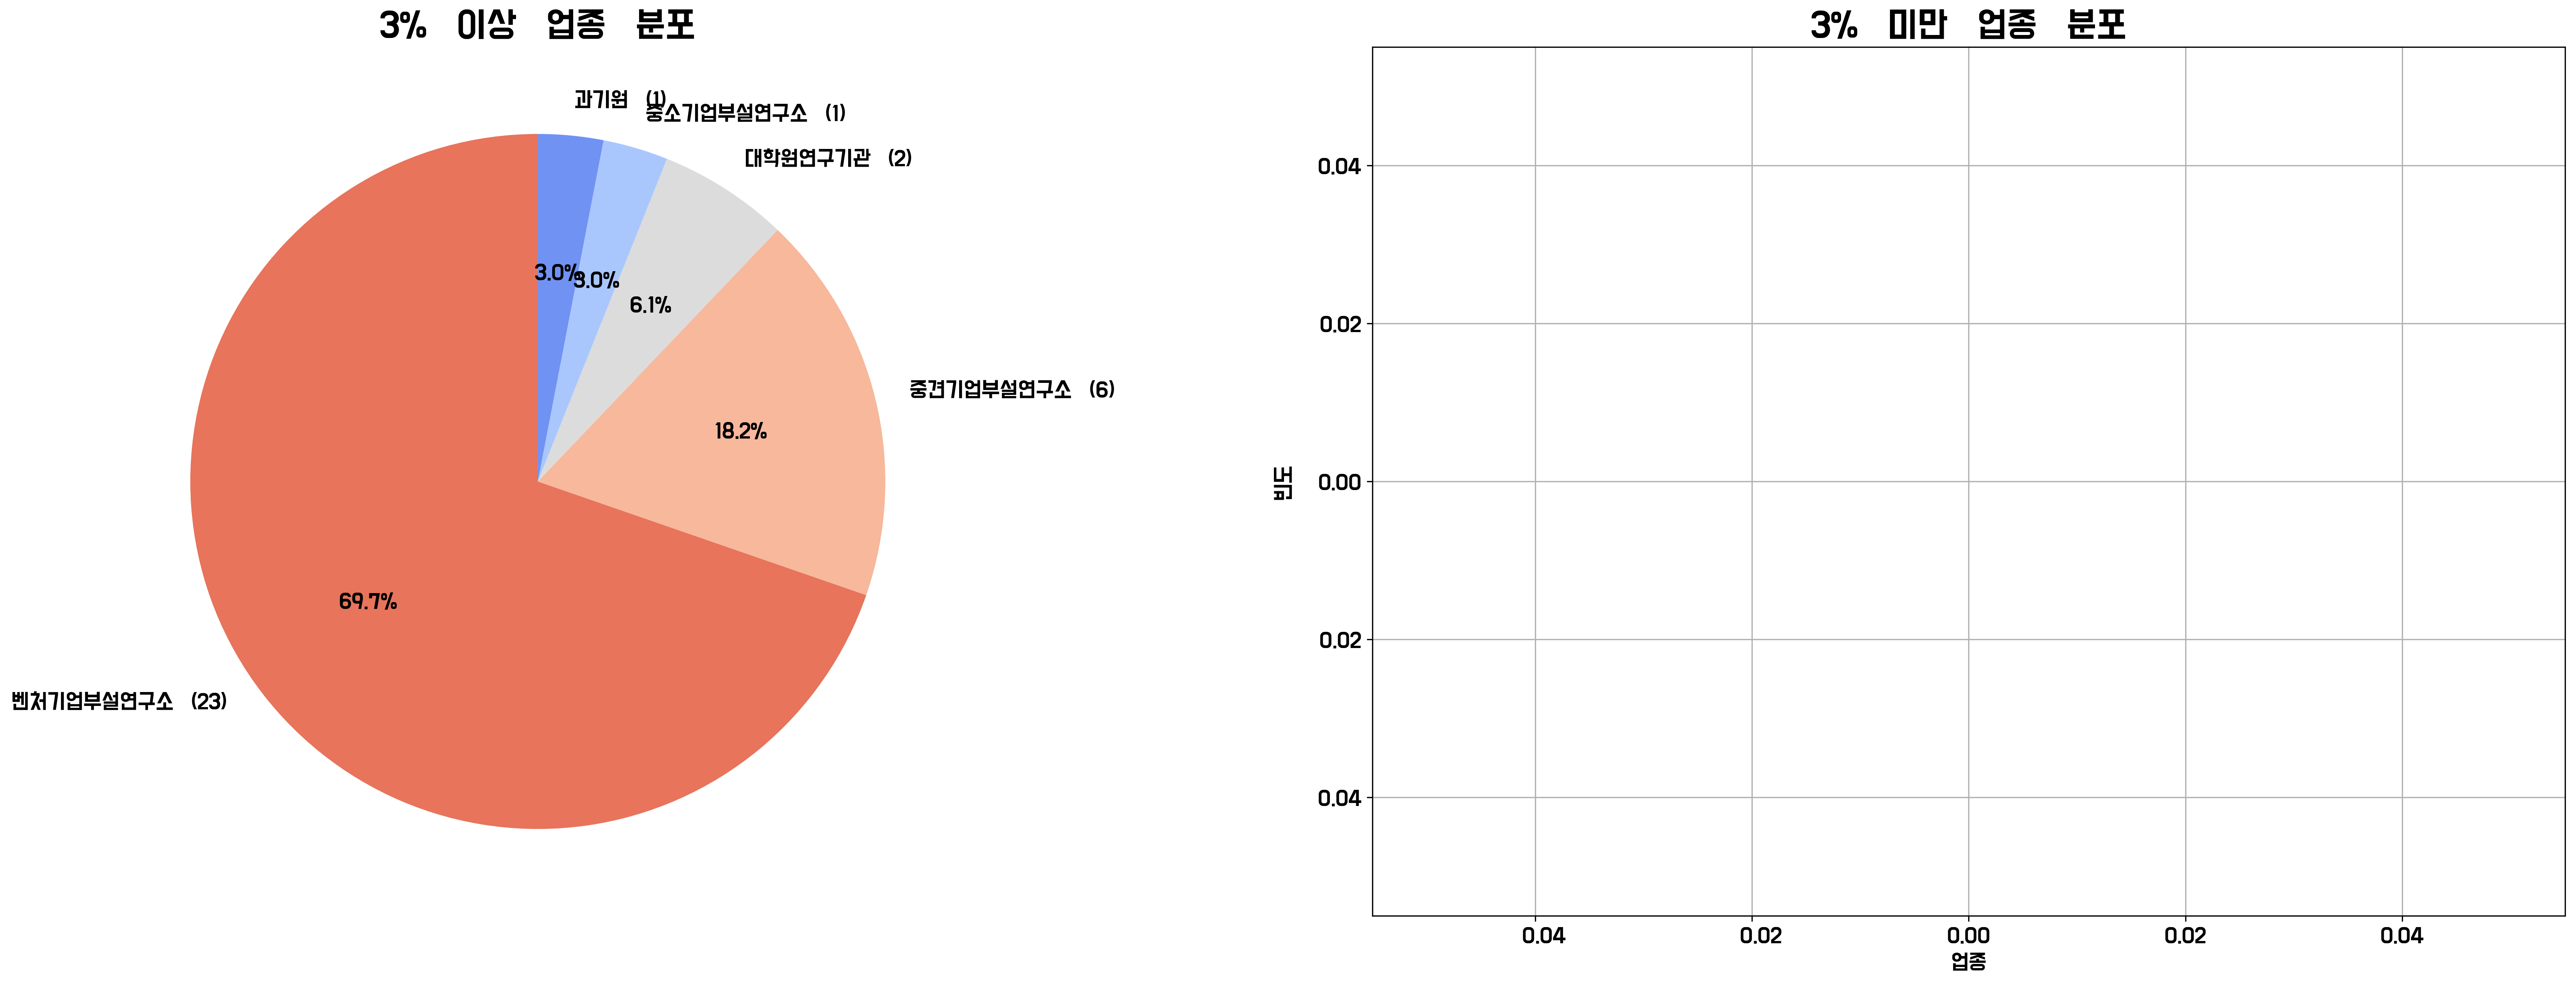 3% 이상 업종 분포
과기원 (1)
중소기업부설연구소 (1)
대학원연구기관 (2)
3.0%
3.0%
6.1%
중견기업부설연구소 (6)
18.2%
69.7%
벤처기업부설연구소 (23)
3% 미만 업종 분포
0.04
0.02
0.00
0.02
0.04
빈도
0.04
0.02
0.00
0.02
0.04
업종